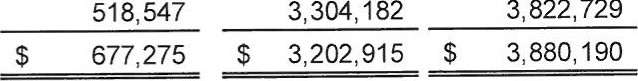 518,547 3,304,182 3,822,729
$ 677,275 $ 3,202,915 $ 3,880,190